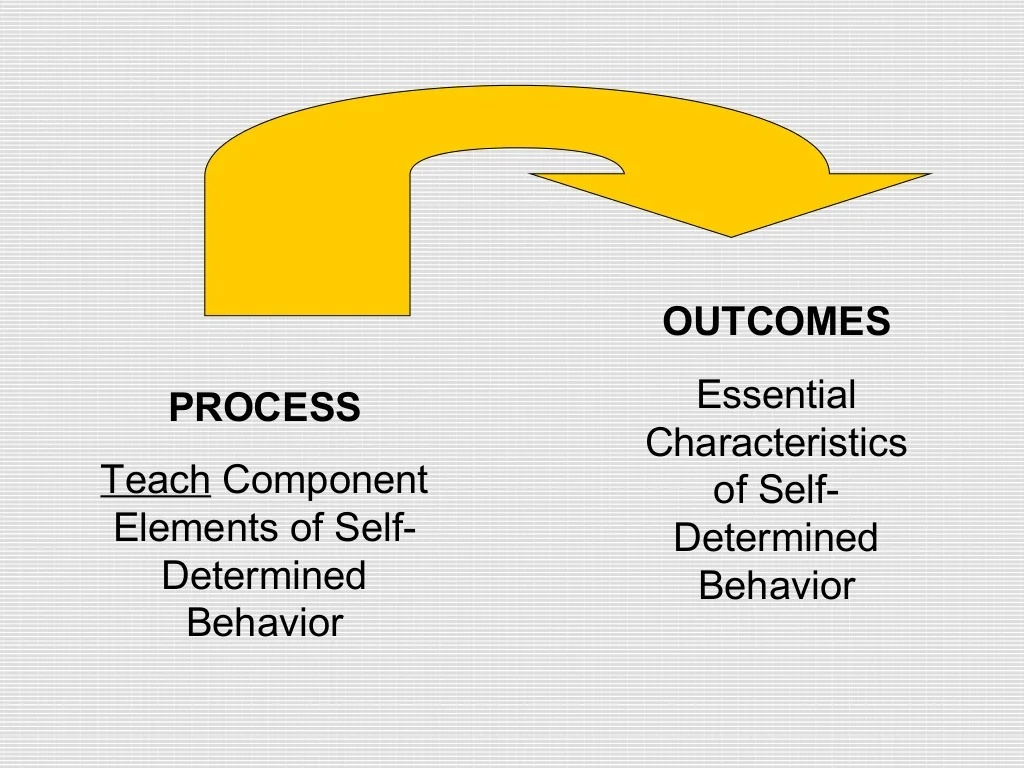 PROCESS
Teach Component
Elements of Self-
Determined
Behavior
OUTCOMES
Essential
Characteristics
of Self-
Determined
Behavior